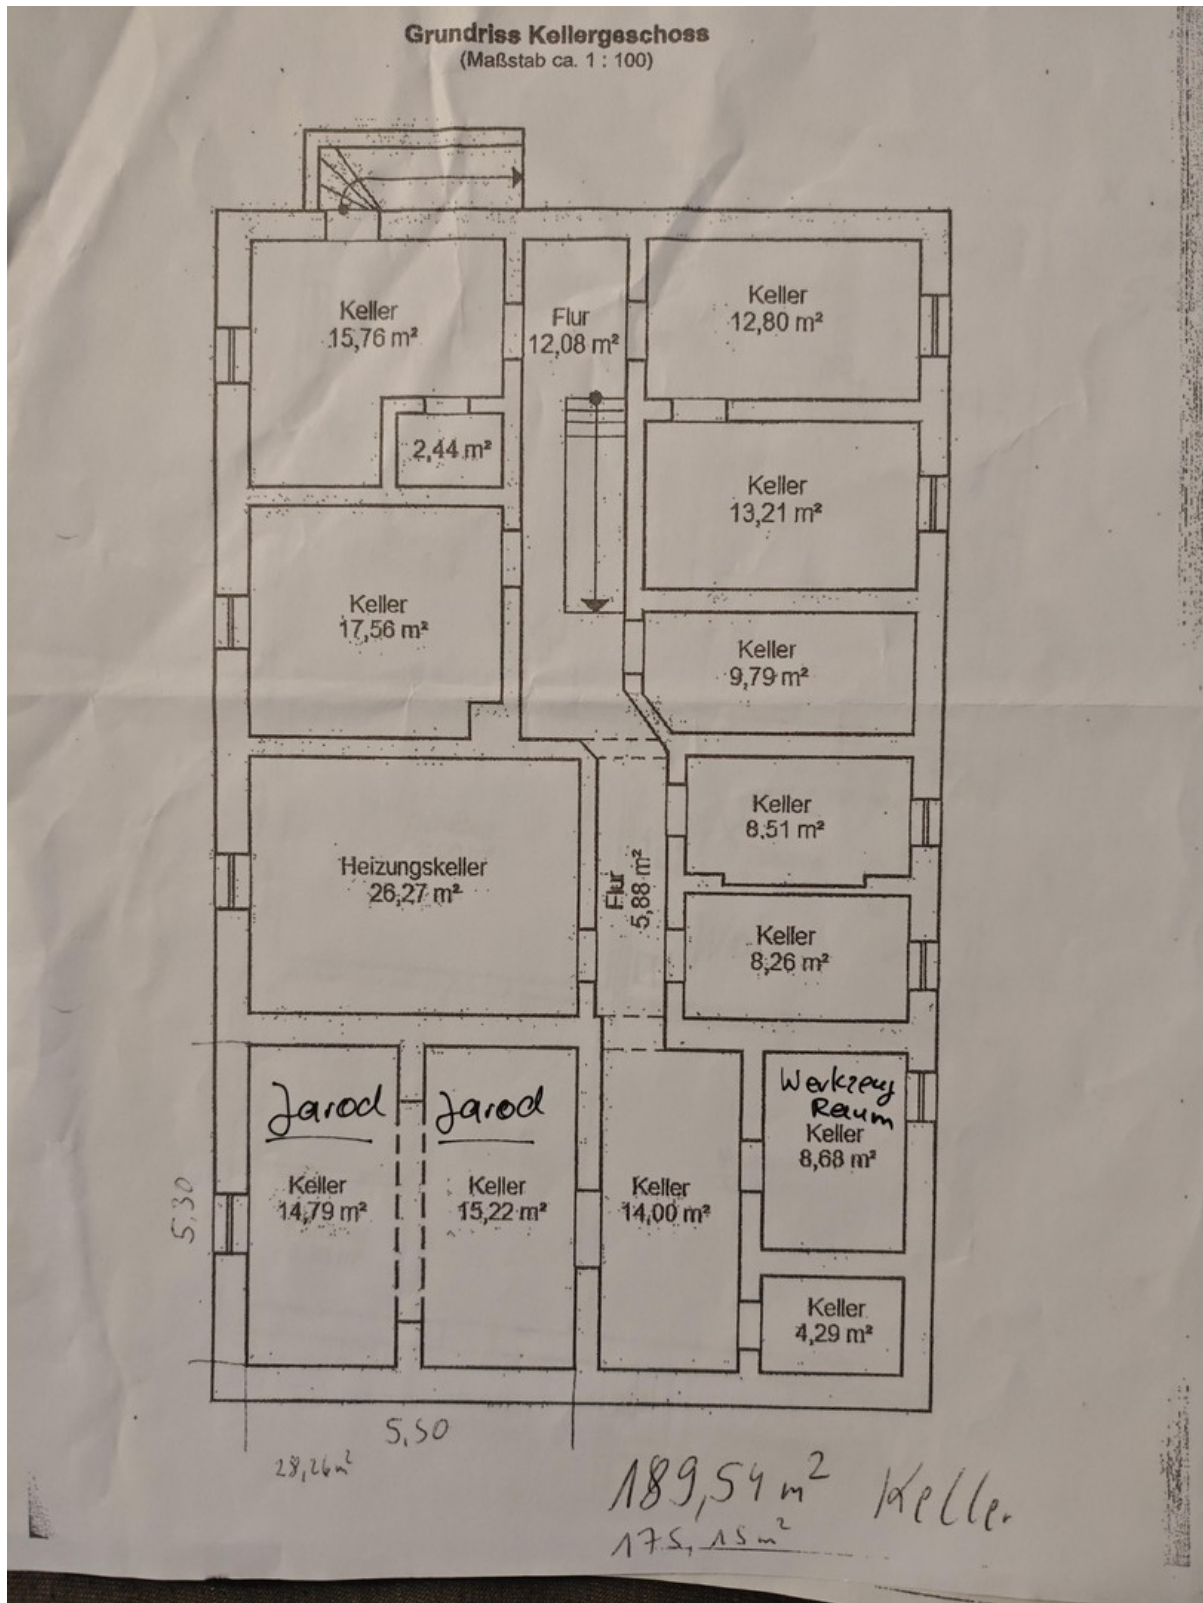 Grundriss Kellergeschoss
(Maßstab ca. 1 : 100)
Keller
15,76 m²
Flur
12,08 m²
Keller
12,80 m²
2,44 m²
Keller
13,21 m²
Keller
17,56 m²
Keller
9,79 m²
Keller
8,51 m²
Heizungskeller
26,27 m²
Flur
5,88 m²
Keller
8,26 m²
Jarod
Jarod
Werkzeug
Raum
Keller
8,68 m²
Keller
14,79 m²
Keller
15,22 m²
Keller
14,00 m²
5,30
Keller
4,29 m²
5,50
28,26 m²
189,54 m² Keller
175,15 m²